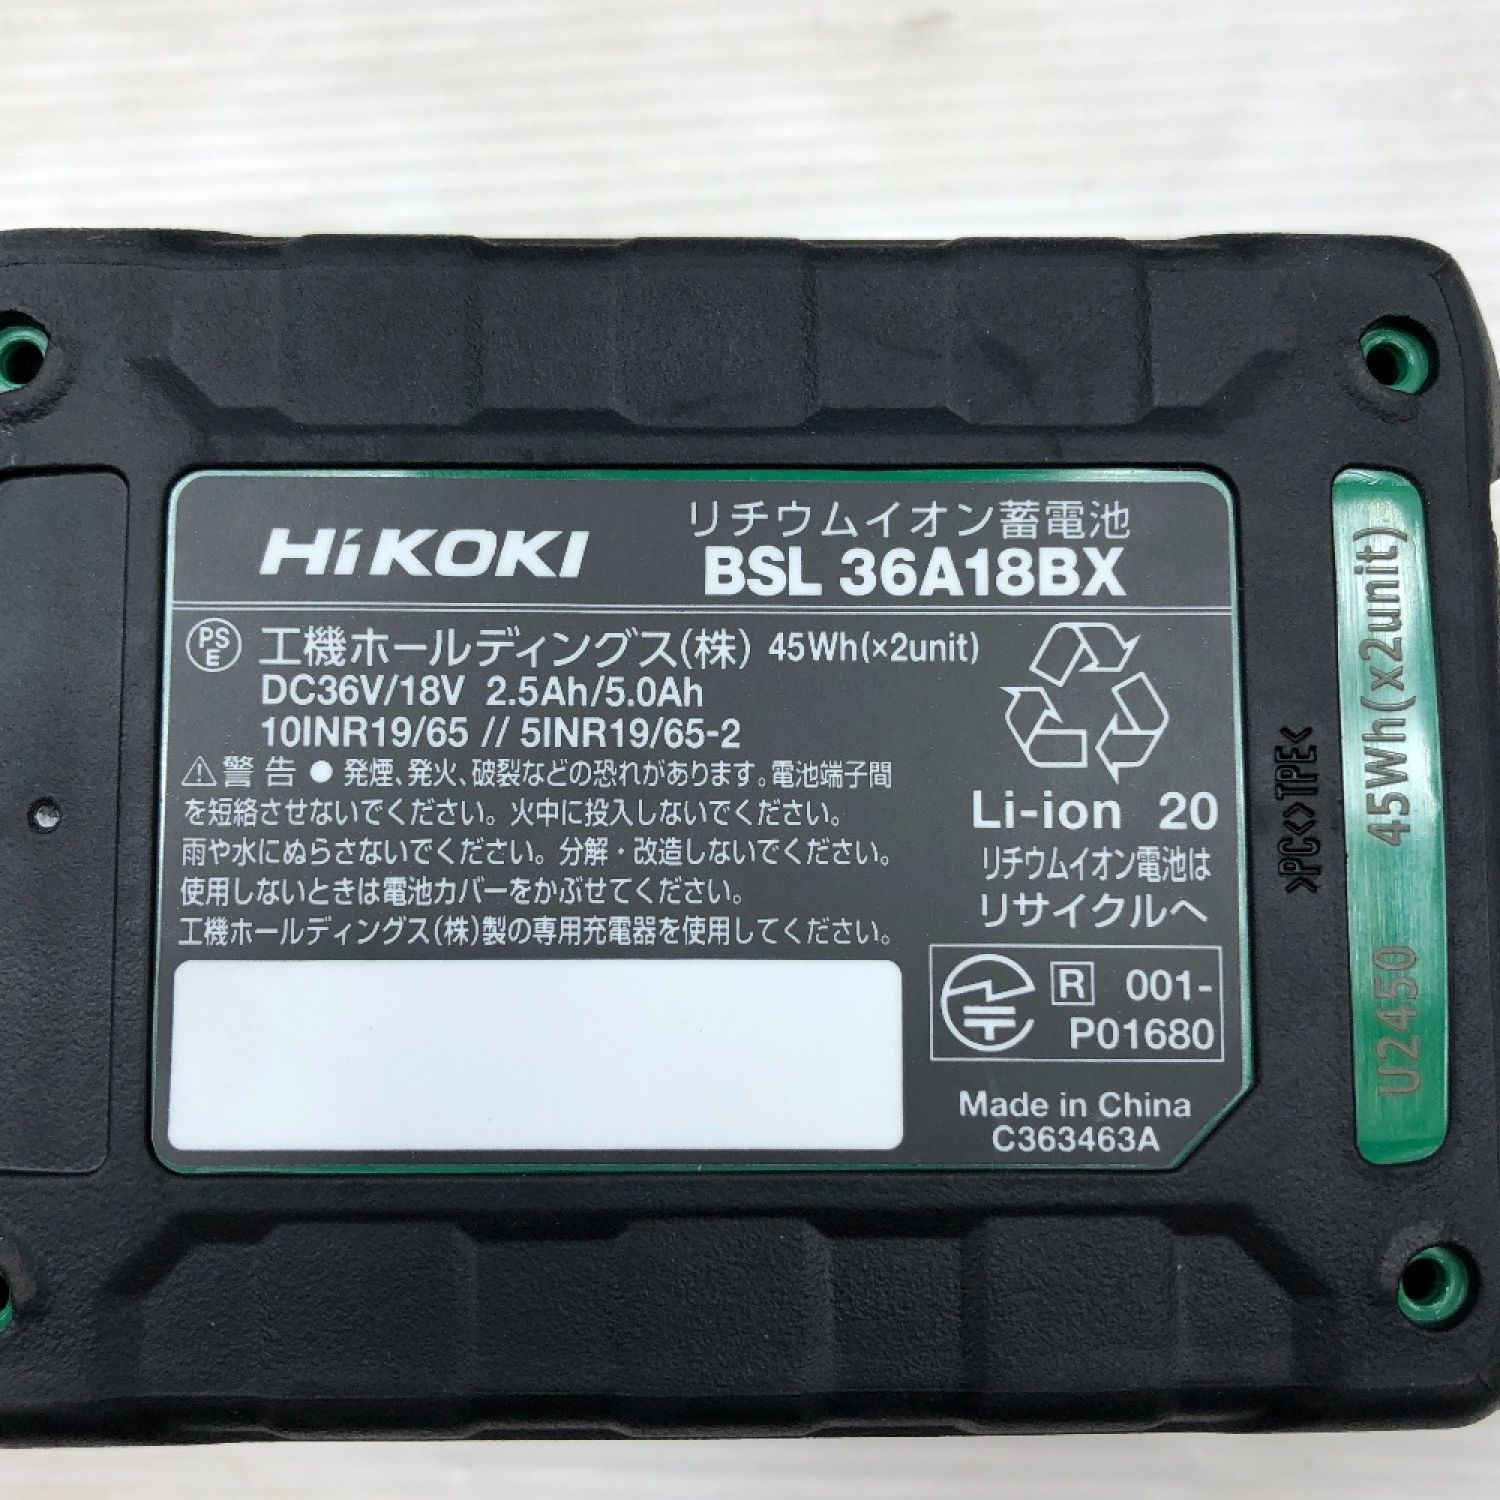 HiKOKI
リチウムイオン蓄電池
BSL 36A18BX
PS
E
工機ホールディングス(株) 45Wh(×2unit)
DC36V/18V 2.5Ah/5.0Ah
10INR19/65 // 5INR19/65-2
⚠警告 ● 発煙、発火、破裂などの恐れがあります。電池端子間
を短絡させないでください。火中に投入しないでください。
雨や水にぬらさないでください。分解・改造しないでください。
使用しないときは電池カバーをかぶせてください。
工機ホールディングス(株)製の専用充電器を使用してください。
Li-ion 20
リチウムイオン電池は
リサイクルへ
R 001-
P01680
Made in China
C363463A
>PC<>TPE<
U2450 45Wh(x2unit)